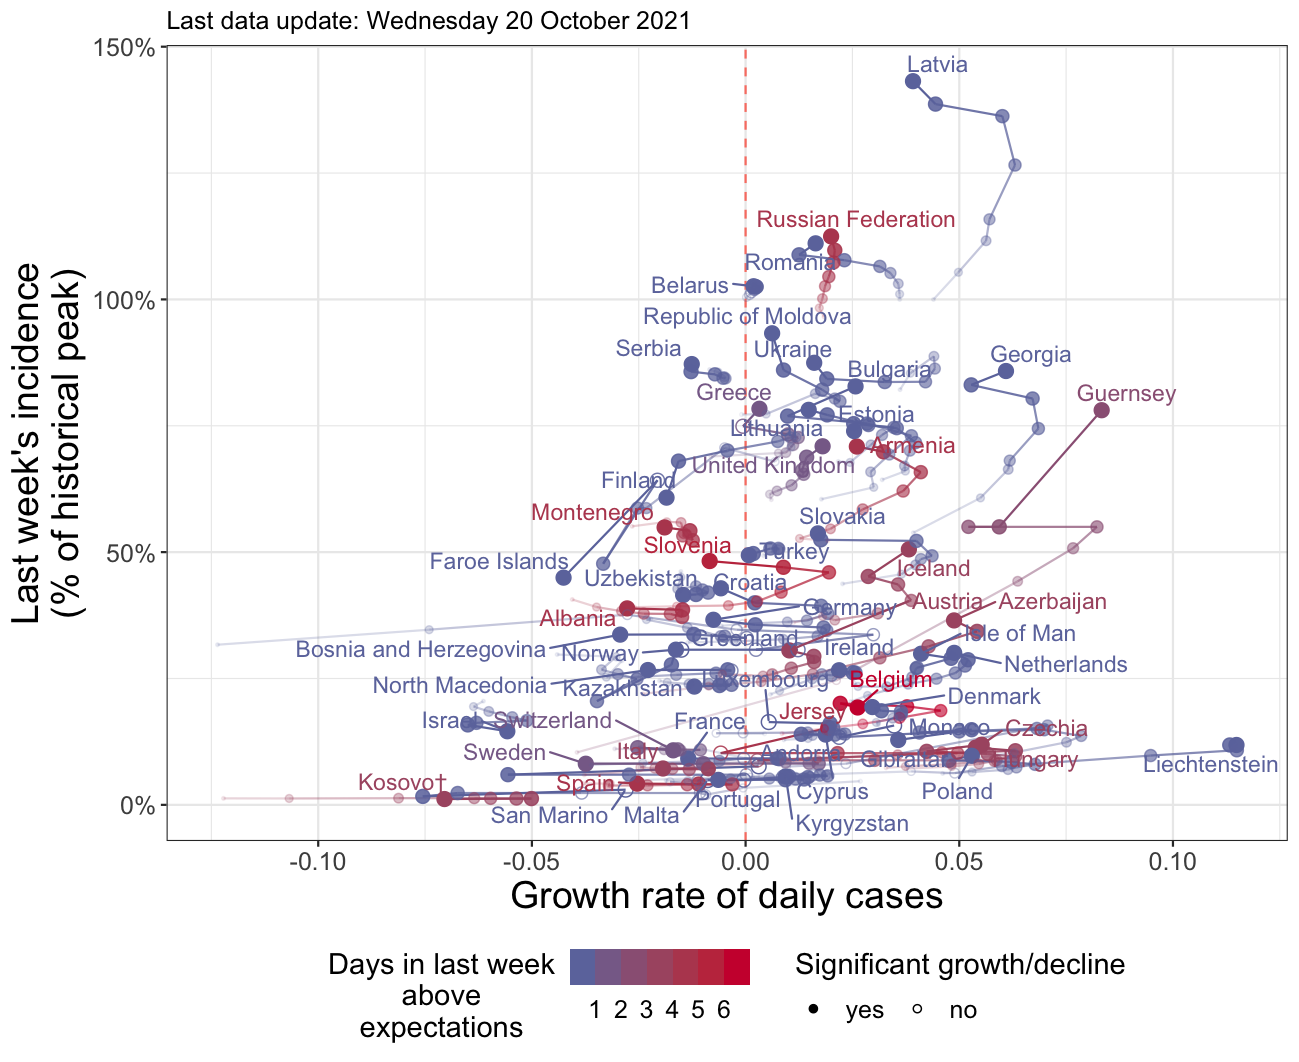 Last data update: Wednesday 20 October 2021
150%
100%
50%
0%
Last week's incidence
(% of historical peak)
Latvia
Russian Federation
Romania
Belarus
Republic of Moldova
Serbia
Ukraine
Georgia
Bulgaria
Greece
Guernsey
Estonia
Lithuania
Armenia
United Kingdom
Finland
Montenegro
Slovakia
Slovenia
Turkey
Faroe Islands
Iceland
Uzbekistan
Croatia
Albania
Germany
Austria
Azerbaijan
Greenland
Isle of Man
Bosnia and Herzegovina
Norway
Ireland
Netherlands
North Macedonia
Kazakhstan
Luxembourg
Belgium
Denmark
Israel
Switzerland
France
Jersey
Monaco
Czechia
Sweden
Italy
Andorra
Gibraltar
Hungary
Liechtenstein
Kosovo†
Spain
Portugal
Cyprus
Poland
San Marino
Malta
Kyrgyzstan
-0.10
-0.05
0.00
0.05
0.10
Growth rate of daily cases
Days in last week
above
expectations
1 2 3 4 5 6
Significant growth/decline
yes
no